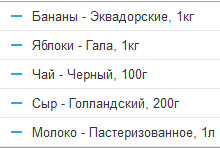 Бананы - Эквадорские, 1кг
Яблоки - Гала, 1кг
Чай - Черный, 100г
Сыр - Голландский, 200г
Молоко - Пастеризованное, 1л